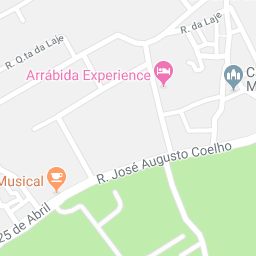 R. da Laje
R. Q.ta da Laje
Arrábida Experience
C
M
R. José Augusto Coelho
Musical
25 de Abril